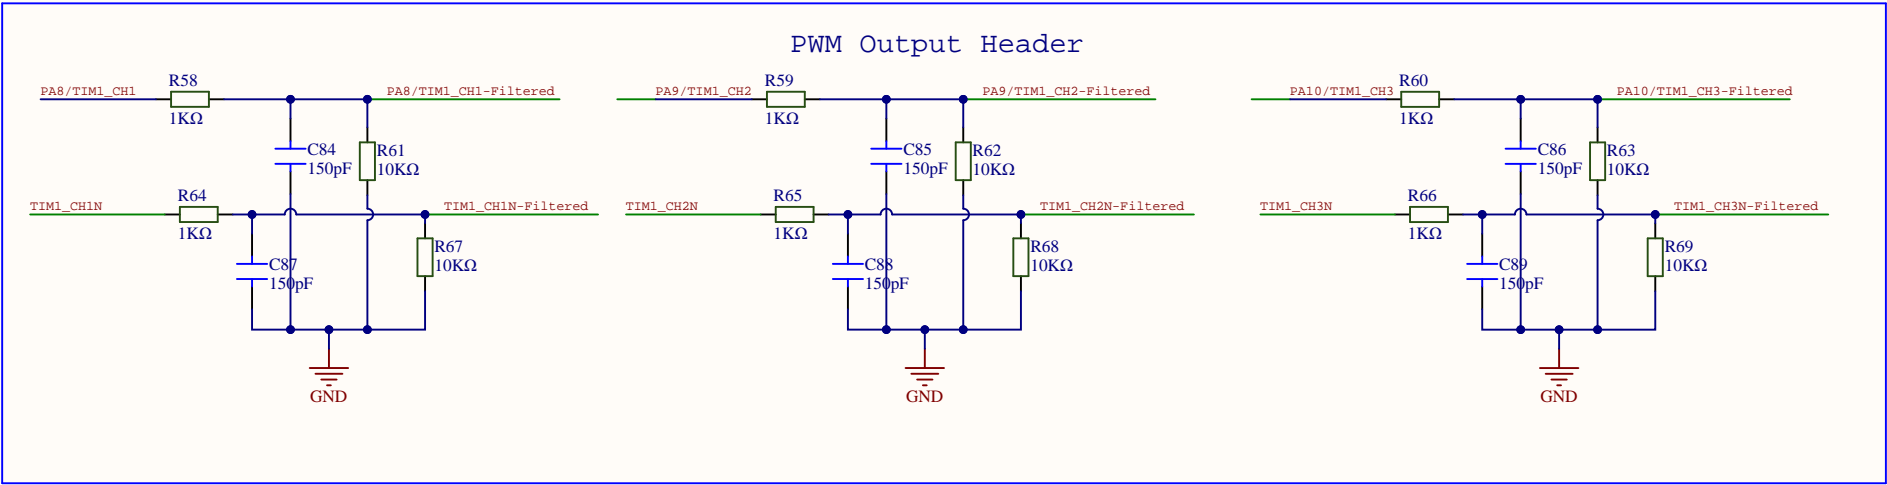 PWM Output Header
R58
PA8/TIM1_CH1
PA8/TIM1_CH1-Filtered
1KΩ
C84
150pF
R61
10KΩ
R64
TIM1_CH1N
TIM1_CH1N-Filtered
1KΩ
C87
150pF
R67
10KΩ
GND
R59
PA9/TIM1_CH2
PA9/TIM1_CH2-Filtered
1KΩ
C85
150pF
R62
10KΩ
R65
TIM1_CH2N
TIM1_CH2N-Filtered
1KΩ
C88
150pF
R68
10KΩ
GND
R60
PA10/TIM1_CH3
PA10/TIM1_CH3-Filtered
1KΩ
C86
150pF
R63
10KΩ
R66
TIM1_CH3N
TIM1_CH3N-Filtered
1KΩ
C89
150pF
R69
10KΩ
GND